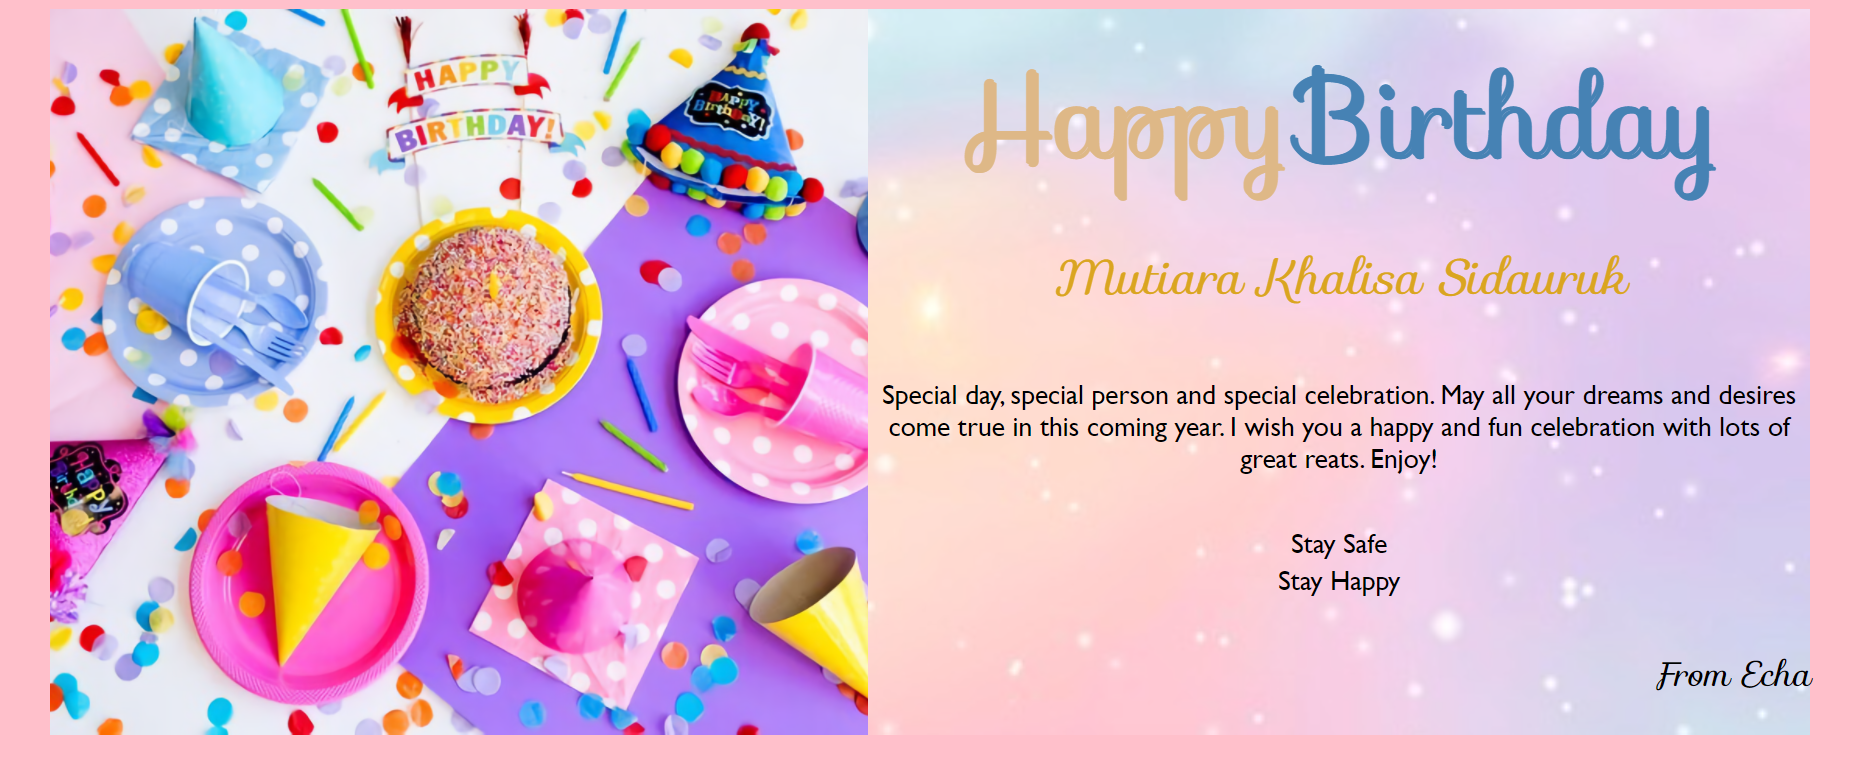 HAPPY
BIRTHDAY!
HAPPY
Birthday!
Happy
HappyBirthday
Mutiara Khalisa Sidauruk
Special day, special person and special celebration. May all your dreams and desires
come true in this coming year. I wish you a happy and fun celebration with lots of
great reats. Enjoy!
Stay Safe
Stay Happy
From Echa